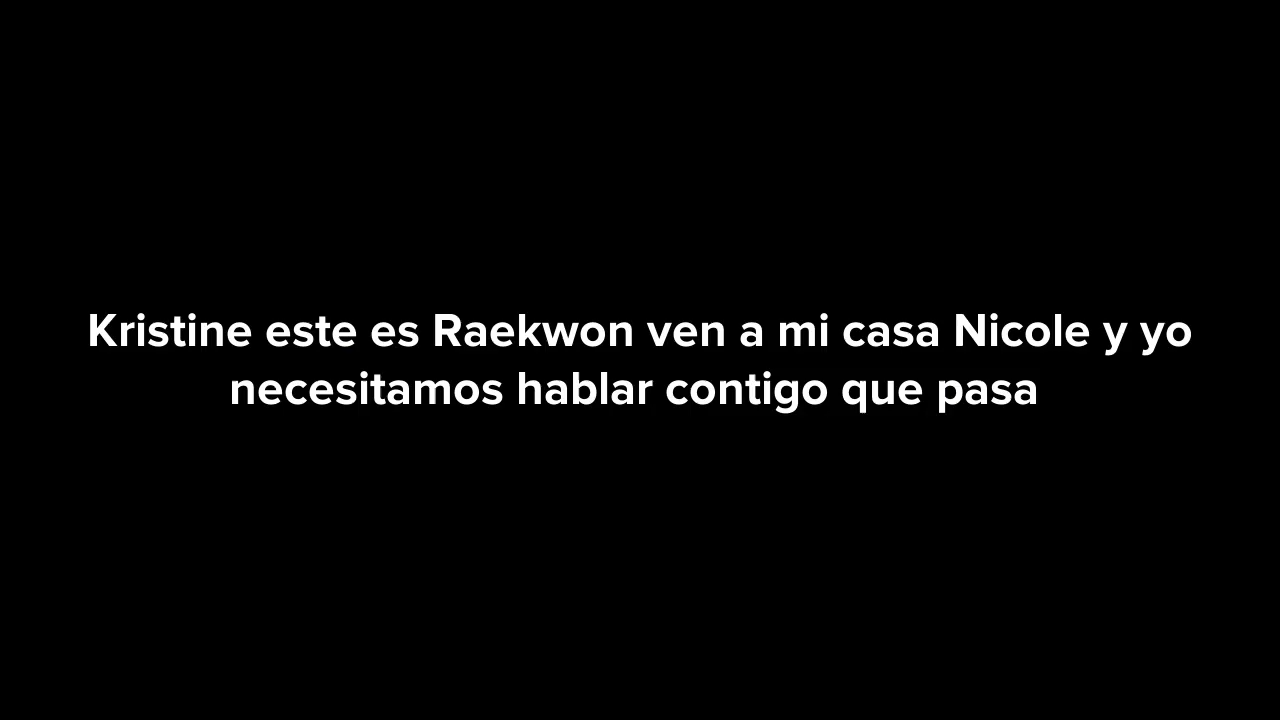 Kristine este es Raekwon ven a mi casa Nicole y yo
necesitamos hablar contigo que pasa